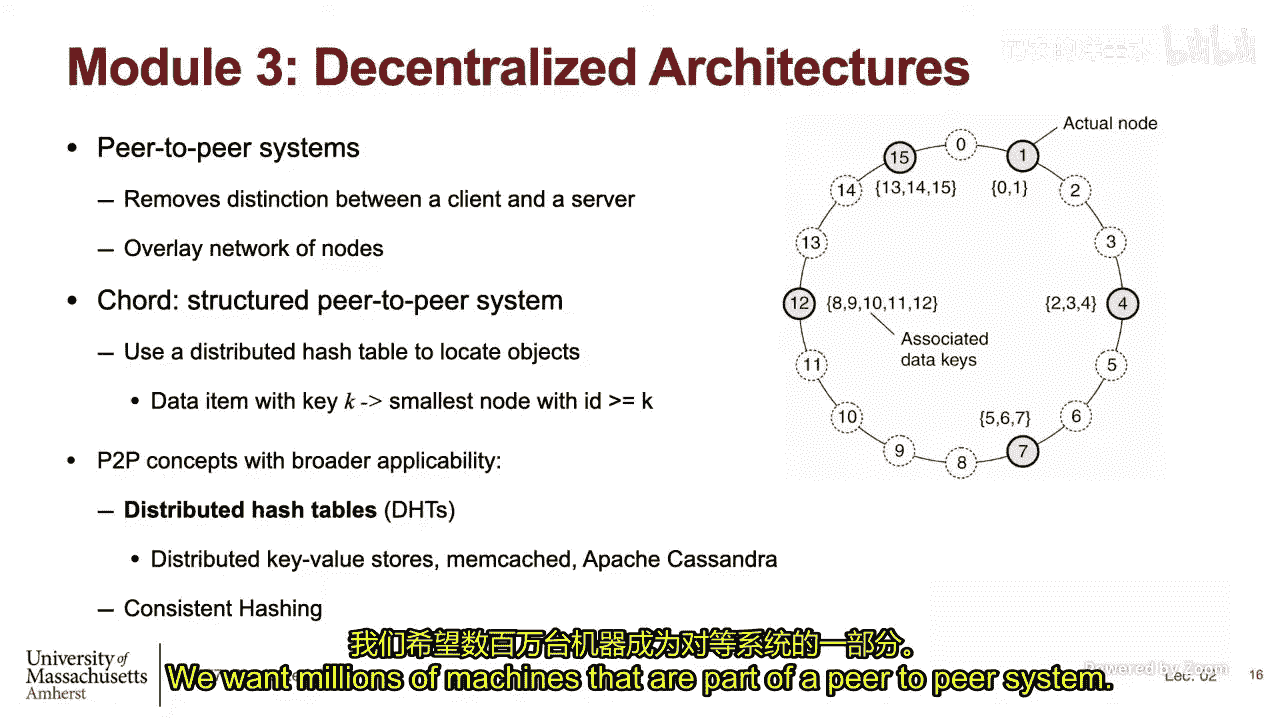 Module 3: Decentralized Architectures
• Peer-to-peer systems
– Removes distinction between a client and a server
– Overlay network of nodes
• Chord: structured peer-to-peer system
– Use a distributed hash table to locate objects
• Data item with key k -> smallest node with id >= k
• P2P concepts with broader applicability:
– Distributed hash tables (DHTs)
• Distributed key-value stores, memcached, Apache Cassandra
– Consistent Hashing
Actual node
0
1
2
3
4
5
6
7
8
9
10
11
12
13
14
15
{13,14,15}
{0,1}
{2,3,4}
{5,6,7}
{8,9,10,11,12}
Associated
data keys
bilibili
我们希望数百万台机器成为对等系统的一部分。
We want millions of machines that are part of a peer to peer system.
University of
Massachusetts
Amherst
Powered by Zoom
Lec. 02
16